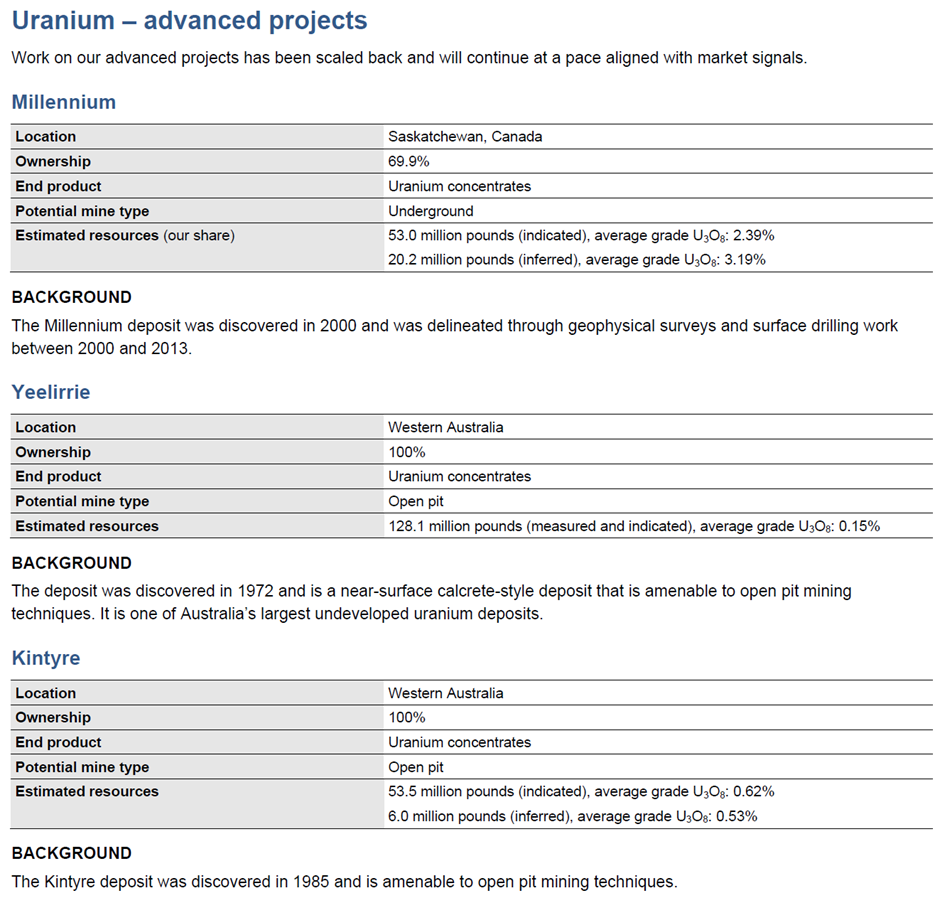 Uranium – advanced projects
Work on our advanced projects has been scaled back and will continue at a pace aligned with market signals.
Millennium
Location Saskatchewan, Canada
Ownership 69.9%
End product Uranium concentrates
Potential mine type Underground
Estimated resources (our share) 53.0 million pounds (indicated), average grade U₃O₈: 2.39%
20.2 million pounds (inferred), average grade U₃O₈: 3.19%
BACKGROUND
The Millennium deposit was discovered in 2000 and was delineated through geophysical surveys and surface drilling work
between 2000 and 2013.
Yeelirrie
Location Western Australia
Ownership 100%
End product Uranium concentrates
Potential mine type Open pit
Estimated resources 128.1 million pounds (measured and indicated), average grade U₃O₈: 0.15%
BACKGROUND
The deposit was discovered in 1972 and is a near-surface calcrete-style deposit that is amenable to open pit mining
techniques. It is one of Australia’s largest undeveloped uranium deposits.
Kintyre
Location Western Australia
Ownership 100%
End product Uranium concentrates
Potential mine type Open pit
Estimated resources 53.5 million pounds (indicated), average grade U₃O₈: 0.62%
6.0 million pounds (inferred), average grade U₃O₈: 0.53%
BACKGROUND
The Kintyre deposit was discovered in 1985 and is amenable to open pit mining techniques.